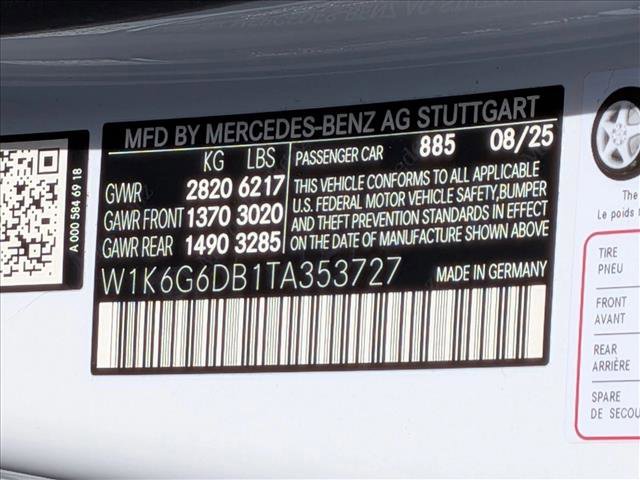 MFD BY MERCEDES-BENZ AG STUTTGART
KG LBS
GVWR 2820 6217
GAWR FRONT 1370 3020
GAWR REAR 1490 3285
PASSENGER CAR 885 08/25
THIS VEHICLE CONFORMS TO ALL APPLICABLE
U.S. FEDERAL MOTOR VEHICLE SAFETY, BUMPER
AND THEFT PREVENTION STANDARDS IN EFFECT
ON THE DATE OF MANUFACTURE SHOWN ABOVE
W1K6G6DB1TA353727 MADE IN GERMANY
A 000 584 69 18
The
Le poids
TIRE
PNEU
FRONT
AVANT
REAR
ARRIÈRE
SPARE
DE SECOU